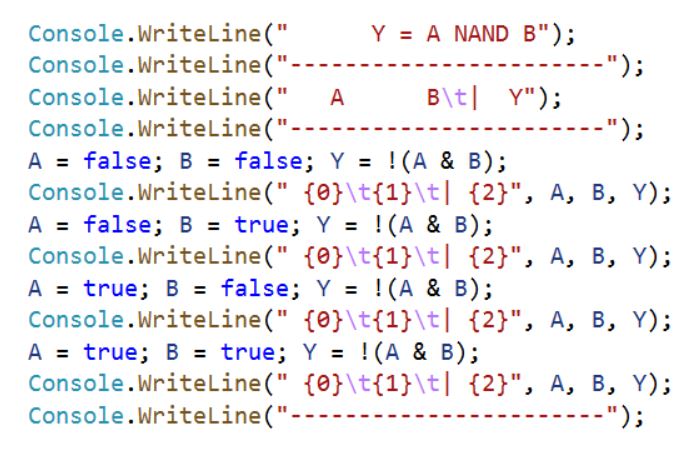 Console.WriteLine("      Y = A NAND B");
Console.WriteLine("-----------------------");
Console.WriteLine("   A      B\t|  Y");
Console.WriteLine("-----------------------");
A = false; B = false; Y = !(A & B);
Console.WriteLine(" {0}\t{1}\t| {2}", A, B, Y);
A = false; B = true; Y = !(A & B);
Console.WriteLine(" {0}\t{1}\t| {2}", A, B, Y);
A = true; B = false; Y = !(A & B);
Console.WriteLine(" {0}\t{1}\t| {2}", A, B, Y);
A = true; B = true; Y = !(A & B);
Console.WriteLine(" {0}\t{1}\t| {2}", A, B, Y);
Console.WriteLine("-----------------------");